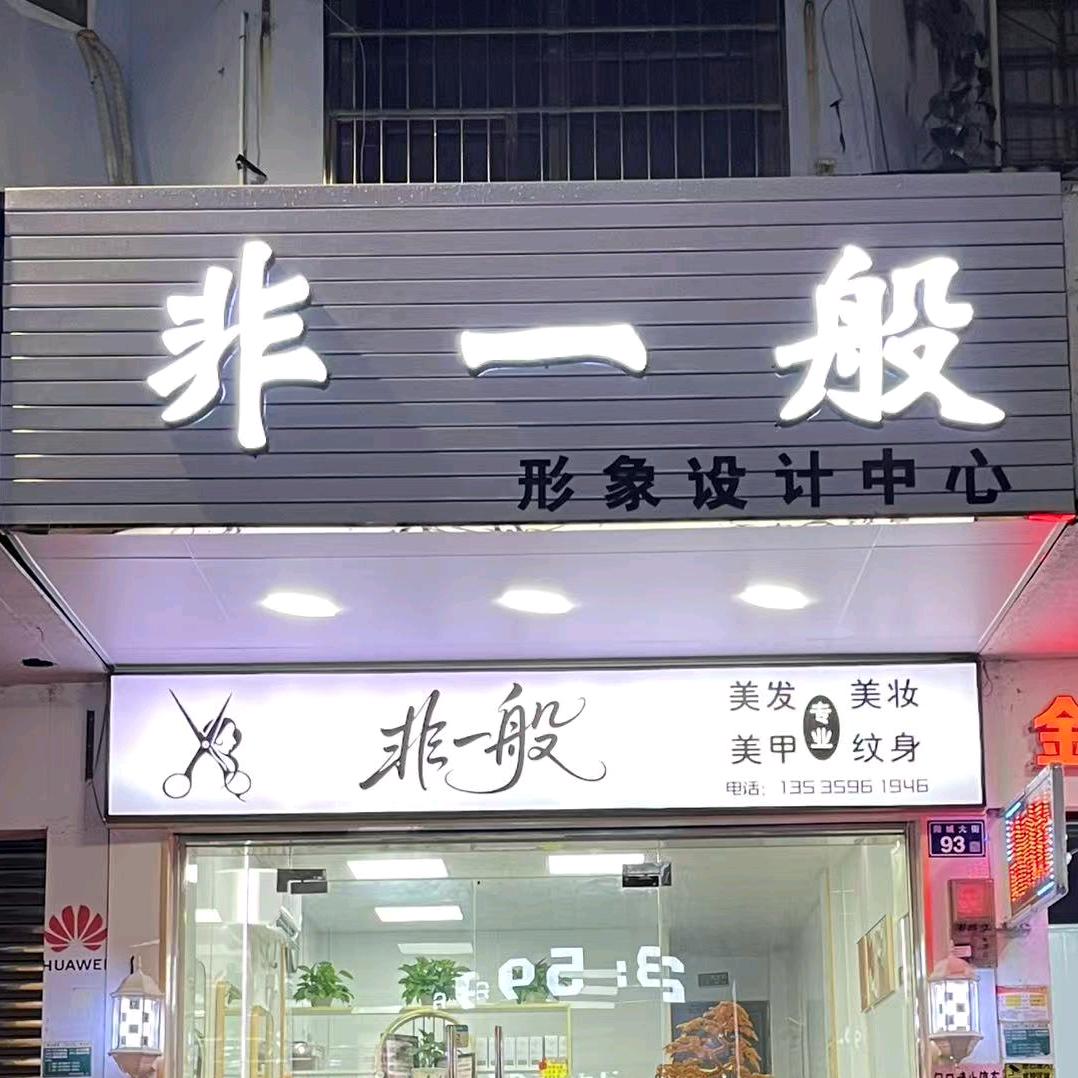 非一般
形象设计中心
非一般
美发 美妆
专业
美甲 纹身
电话：135 3596 1946
93
HUAWEI
金